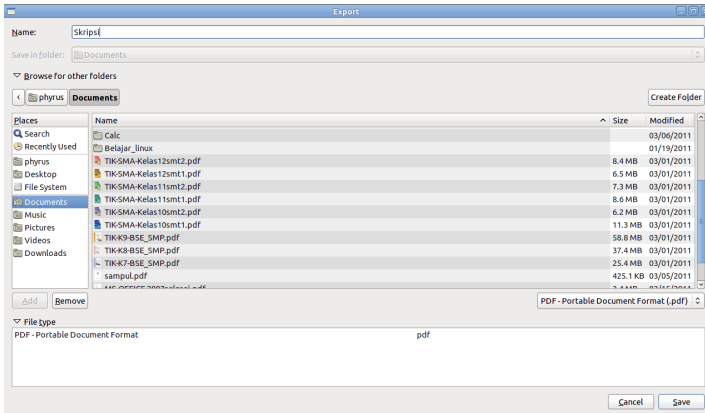 Export
Name: Skripsi
Save in folder: Documents
Browse for other folders
phyrus Documents Create Folder
Places Name Size Modified
Search
Recently Used
phyrus
Desktop
File System
Documents
Music
Pictures
Videos
Downloads
Calc 03/06/2011
Belajar_linux 01/19/2011
TIK-SMA-Kelas12smt2.pdf 8.4 MB 03/01/2011
TIK-SMA-Kelas12smt1.pdf 6.5 MB 03/01/2011
TIK-SMA-Kelas11smt2.pdf 7.3 MB 03/01/2011
TIK-SMA-Kelas11smt1.pdf 8.6 MB 03/01/2011
TIK-SMA-Kelas10smt2.pdf 6.2 MB 03/01/2011
TIK-SMA-Kelas10smt1.pdf 11.3 MB 03/01/2011
TIK-K9-BSE_SMP.pdf 58.8 MB 03/01/2011
TIK-K8-BSE_SMP.pdf 37.4 MB 03/01/2011
TIK-K7-BSE_SMP.pdf 25.4 MB 03/01/2011
sampul.pdf 425.1 KB 03/05/2011
Add Remove PDF - Portable Document Format (.pdf)
File type
PDF - Portable Document Format pdf
Cancel Save